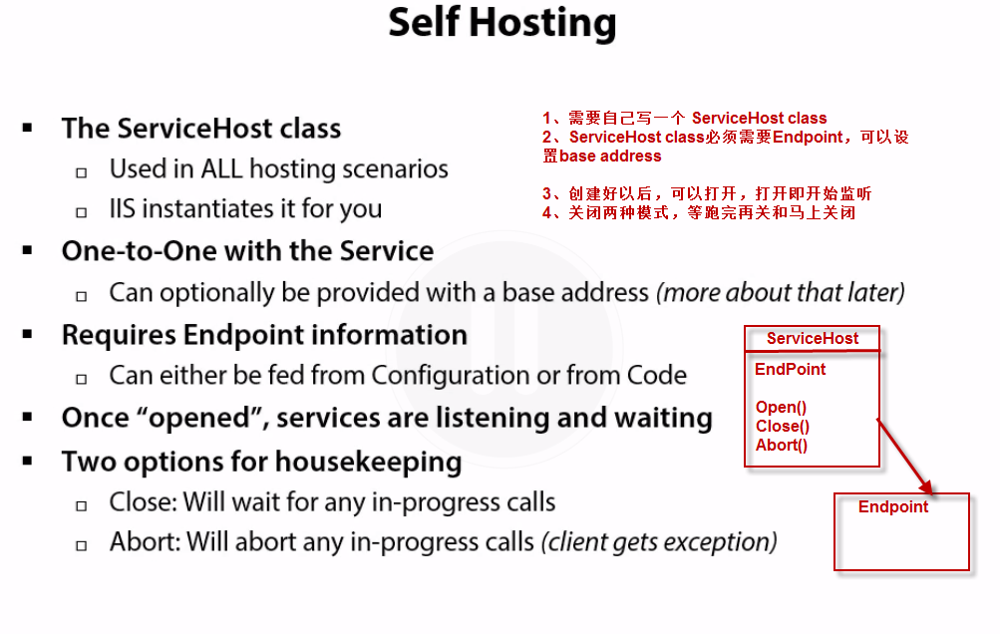 Self Hosting
The ServiceHost class
Used in ALL hosting scenarios
IIS instantiates it for you
One-to-One with the Service
Can optionally be provided with a base address (more about that later)
Requires Endpoint information
Can either be fed from Configuration or from Code
Once “opened”, services are listening and waiting
Two options for housekeeping
Close: Will wait for any in-progress calls
Abort: Will abort any in-progress calls (client gets exception)
1、需要自己写一个 ServiceHost class
2、ServiceHost class必须需要Endpoint，可以设
置base address
3、创建好以后，可以打开，打开即开始监听
4、关闭两种模式，等跑完再关和马上关闭
ServiceHost
EndPoint
Open()
Close()
Abort()
Endpoint